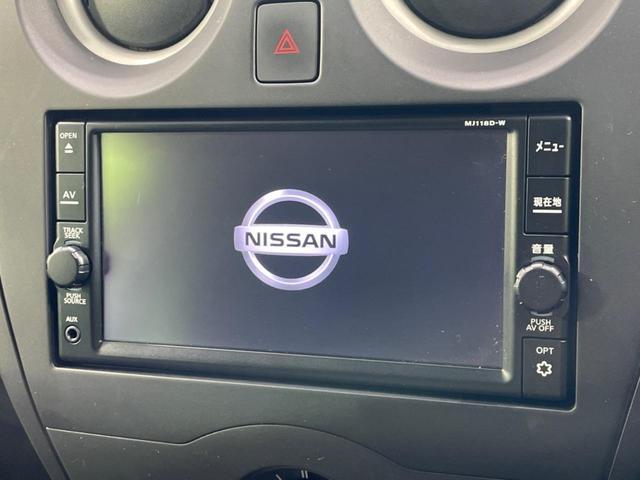 MJ118D-W
OPEN
メニュー
AV
現在地
TRACK
SEEK
音量
NISSAN
PUSH
SOURCE
PUSH
AV OFF
AUX
OPT